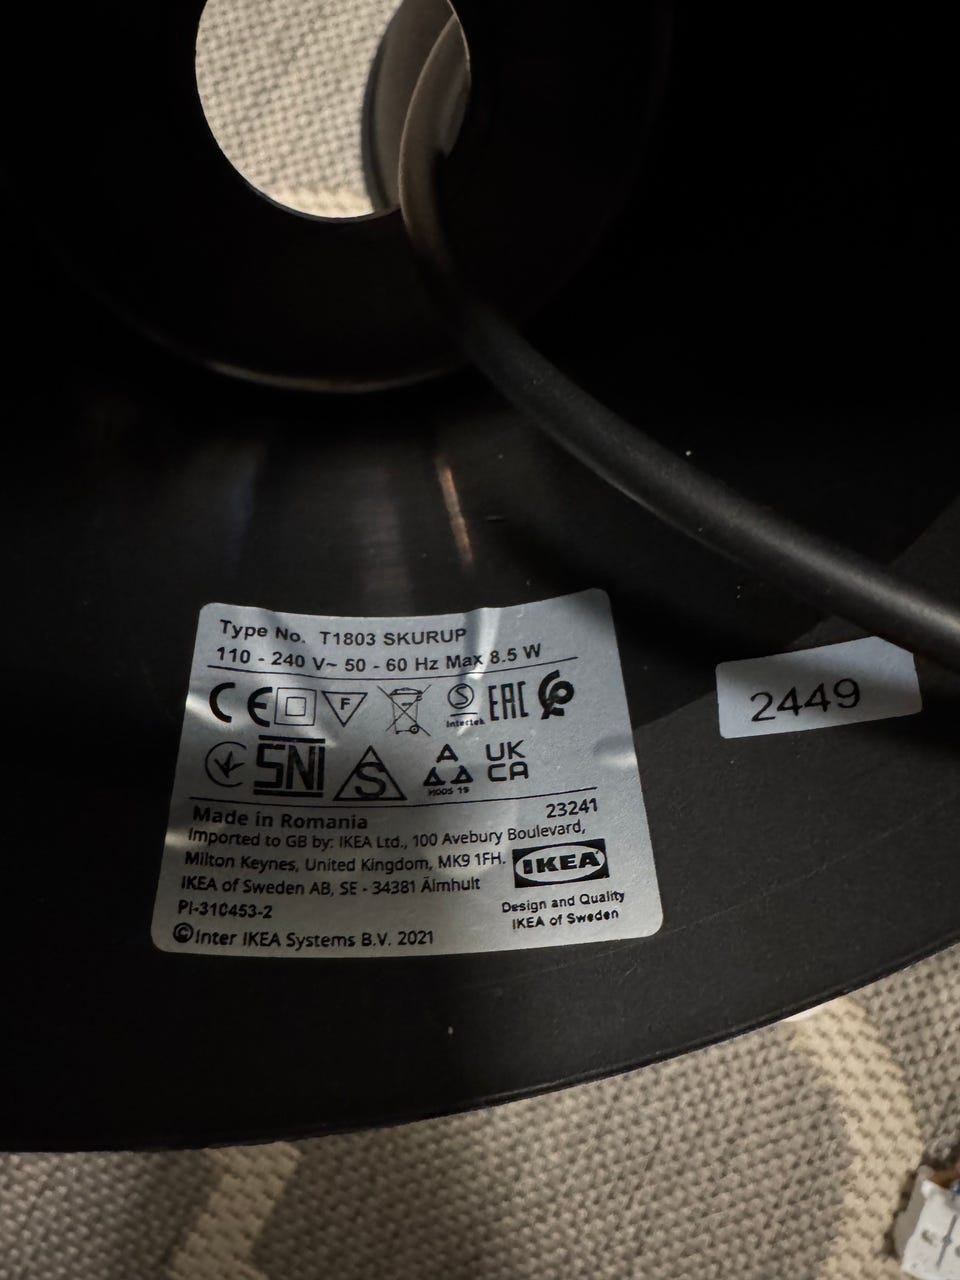 Type No. T1803 SKURUP
110 - 240 V~ 50 - 60 Hz Max 8.5 W
CE F S Intertek EAC
SNI S HDDS 19 UK CA
Made in Romania 23241
Imported to GB by: IKEA Ltd., 100 Avebury Boulevard,
Milton Keynes, United Kingdom, MK9 1FH.
IKEA of Sweden AB, SE - 34381 Älmhult
PI-310453-2
©Inter IKEA Systems B.V. 2021
IKEA
Design and Quality
IKEA of Sweden
2449